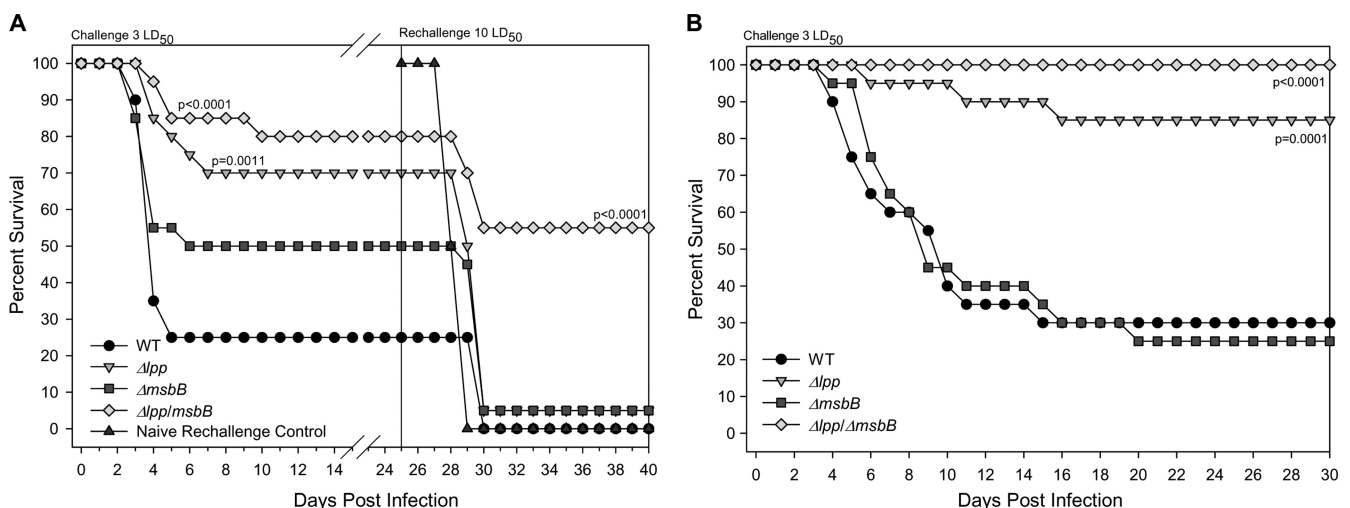 A
Challenge 3 LD50
Rechallenge 10 LD50
100
90
80
70
60
50
40
30
20
10
0
Percent Survival
p<0.0001
p=0.0011
p<0.0001
WT
Δlpp
ΔmsbB
Δlpp/msbB
Naive Rechallenge Control
0 2 4 6 8 10 12 14 24 26 28 30 32 34 36 38 40
Days Post Infection
B
Challenge 3 LD50
100
90
80
70
60
50
40
30
20
10
0
Percent Survival
p<0.0001
p=0.0001
WT
Δlpp
ΔmsbB
Δlpp/ΔmsbB
0 2 4 6 8 10 12 14 16 18 20 22 24 26 28 30
Days Post Infection